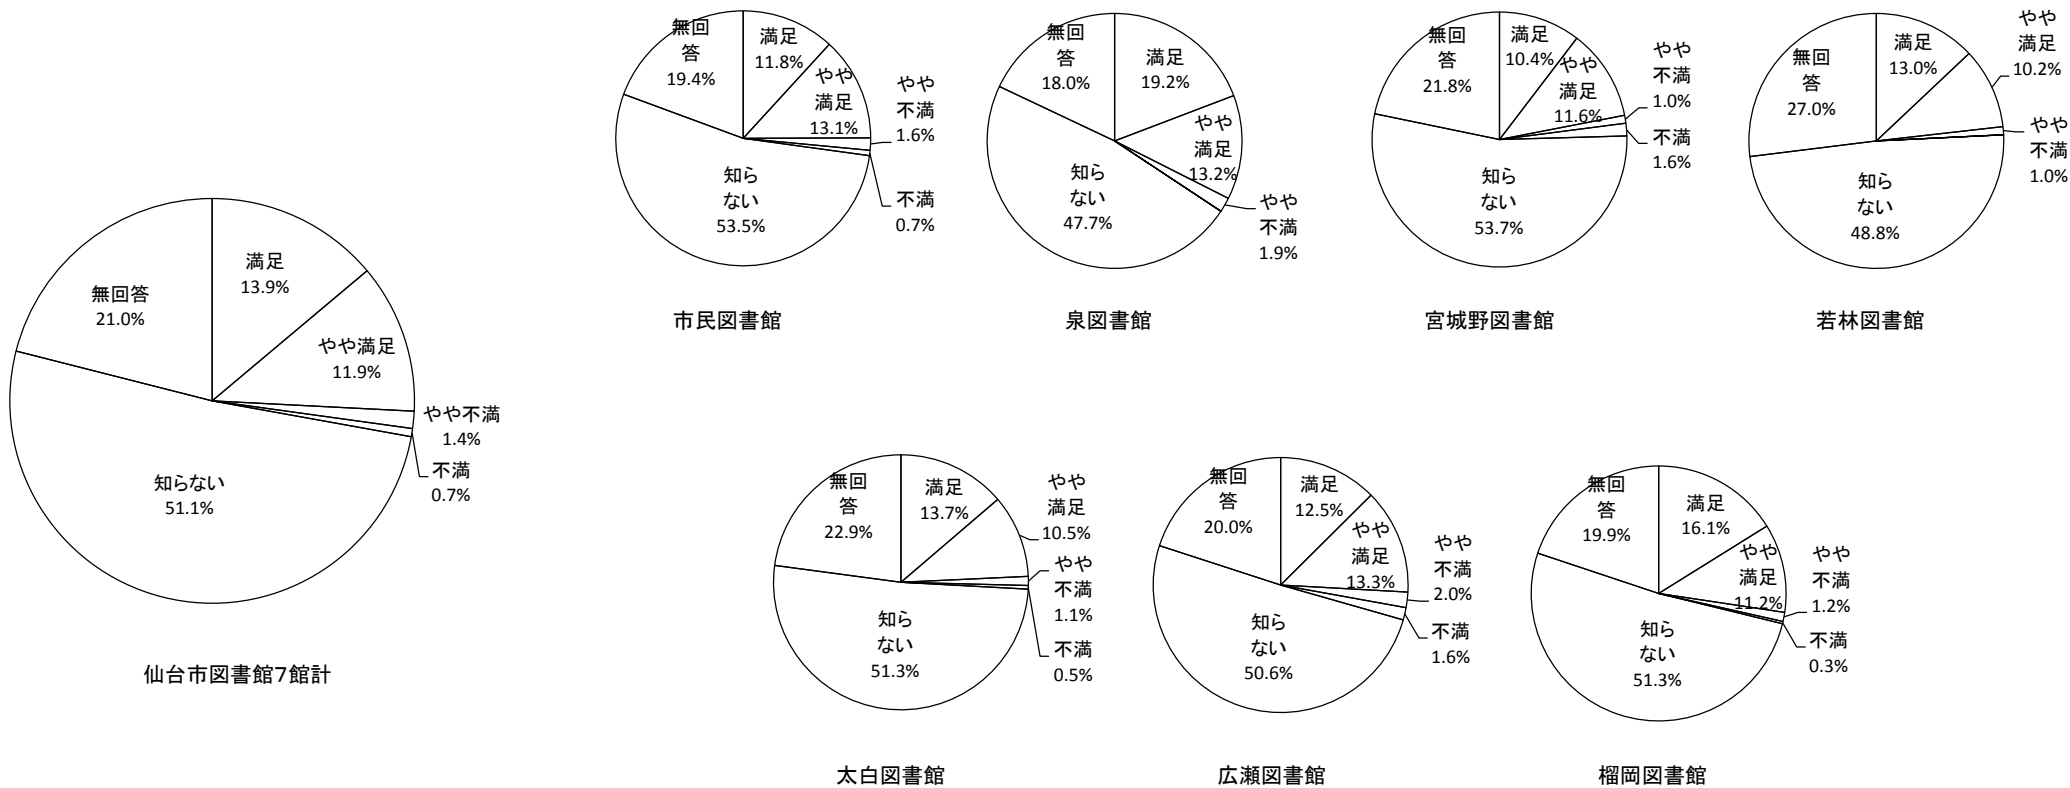 満足
13.9%
やや満足
11.9%
やや不満
1.4%
不満
0.7%
知らない
51.1%
無回答
21.0%
仙台市図書館7館計
満足
11.8%
やや
満足
13.1%
やや
不満
1.6%
不満
0.7%
知ら
ない
53.5%
無回
答
19.4%
市民図書館
満足
19.2%
やや
満足
13.2%
やや
不満
1.9%
知ら
ない
47.7%
無回
答
18.0%
泉図書館
満足
10.4%
やや
満足
11.6%
やや
不満
1.0%
不満
1.6%
知ら
ない
53.7%
無回
答
21.8%
宮城野図書館
満足
13.0%
やや
満足
10.2%
やや
不満
1.0%
知ら
ない
48.8%
無回
答
27.0%
若林図書館
満足
13.7%
やや
満足
10.5%
やや
不満
1.1%
不満
0.5%
知ら
ない
51.3%
無回
答
22.9%
太白図書館
満足
12.5%
やや
満足
13.3%
やや
不満
2.0%
不満
1.6%
知ら
ない
50.6%
無回
答
20.0%
広瀬図書館
満足
16.1%
やや
満足
11.2%
やや
不満
1.2%
不満
0.3%
知ら
ない
51.3%
無回
答
19.9%
榴岡図書館